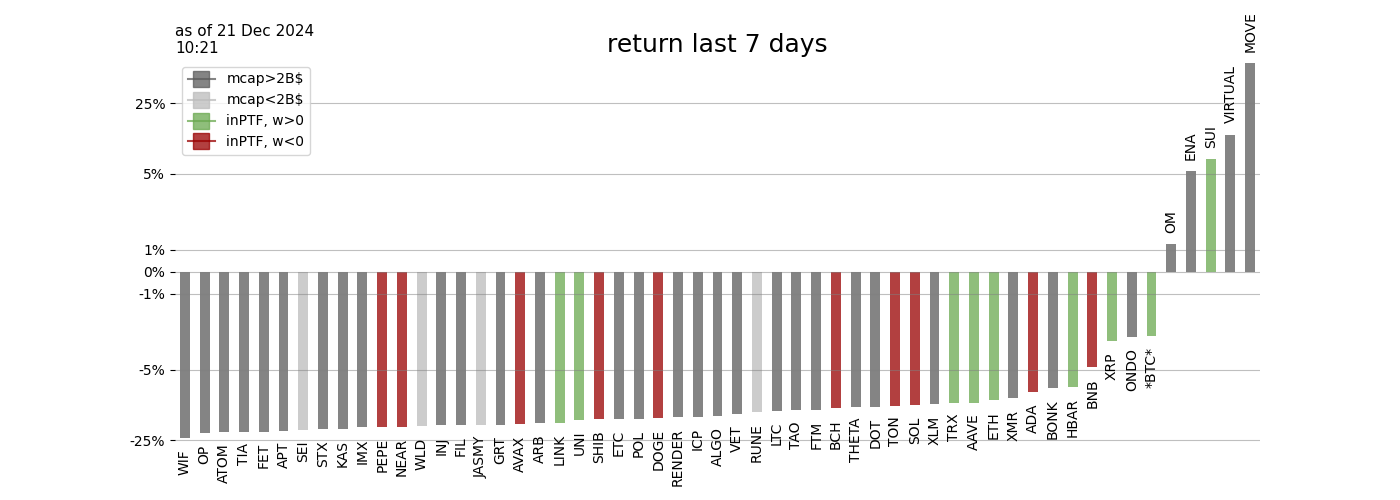 as of 21 Dec 2024
10:21
return last 7 days
mcap>2B$
mcap<2B$
inPTF, w>0
inPTF, w<0
25%
5%
1%
0%
-1%
-5%
-25%
WIF
OP
ATOM
TIA
FET
APT
SEI
STX
KAS
IMX
PEPE
NEAR
WLD
INJ
FIL
JASMY
GRT
AVAX
ARB
LINK
UNI
SHIB
ETC
POL
DOGE
RENDER
ICP
ALGO
VET
RUNE
LTC
TAO
FTM
BCH
THETA
DOT
TON
SOL
XLM
TRX
AAVE
ETH
XMR
ADA
BONK
HBAR
BNB
XRP
ONDO
*BTC*
OM
ENA
SUI
VIRTUAL
MOVE